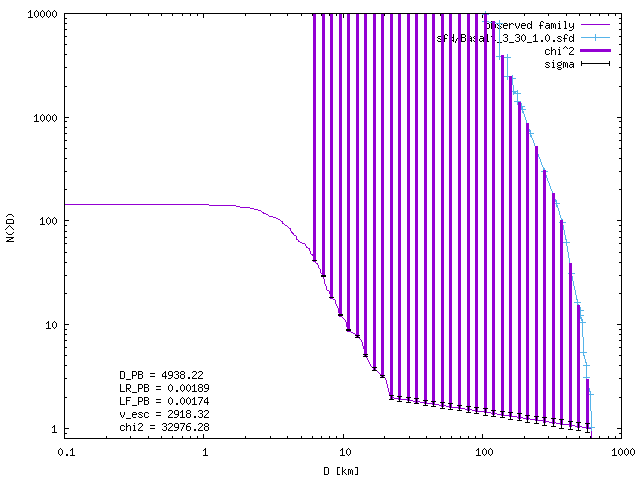 10000
1000
100
10
1
0.1
1
10
100
1000
N(>D)
D [km]
observed family
sfd/Basalt_3_30_1.0.sfd
chi^2
sigma
D_PB = 4938.22
LR_PB = 0.00189
LF_PB = 0.00174
v_esc = 2918.32
chi2 = 32976.28